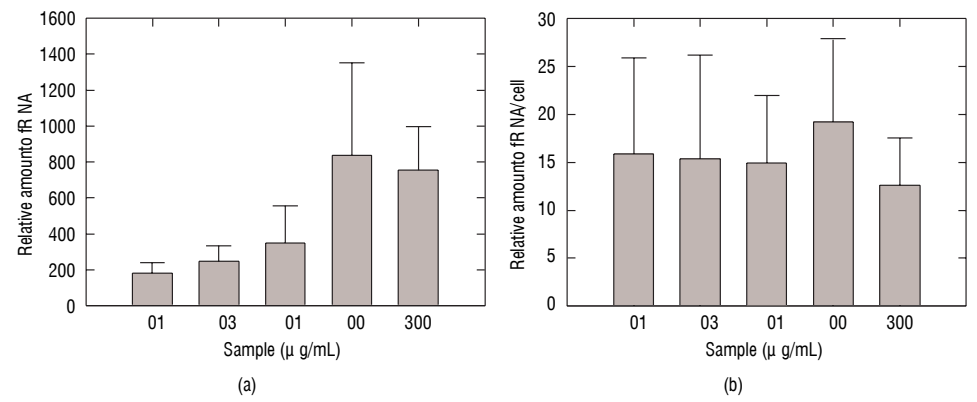 1600
1400
1200
1000
800
600
400
200
0
Relative amounto fR NA
01 03 01 00 300
Sample (µ g/mL)
(a)
30
25
20
15
10
5
0
Relative amounto fR NA/cell
01 03 01 00 300
Sample (µ g/mL)
(b)